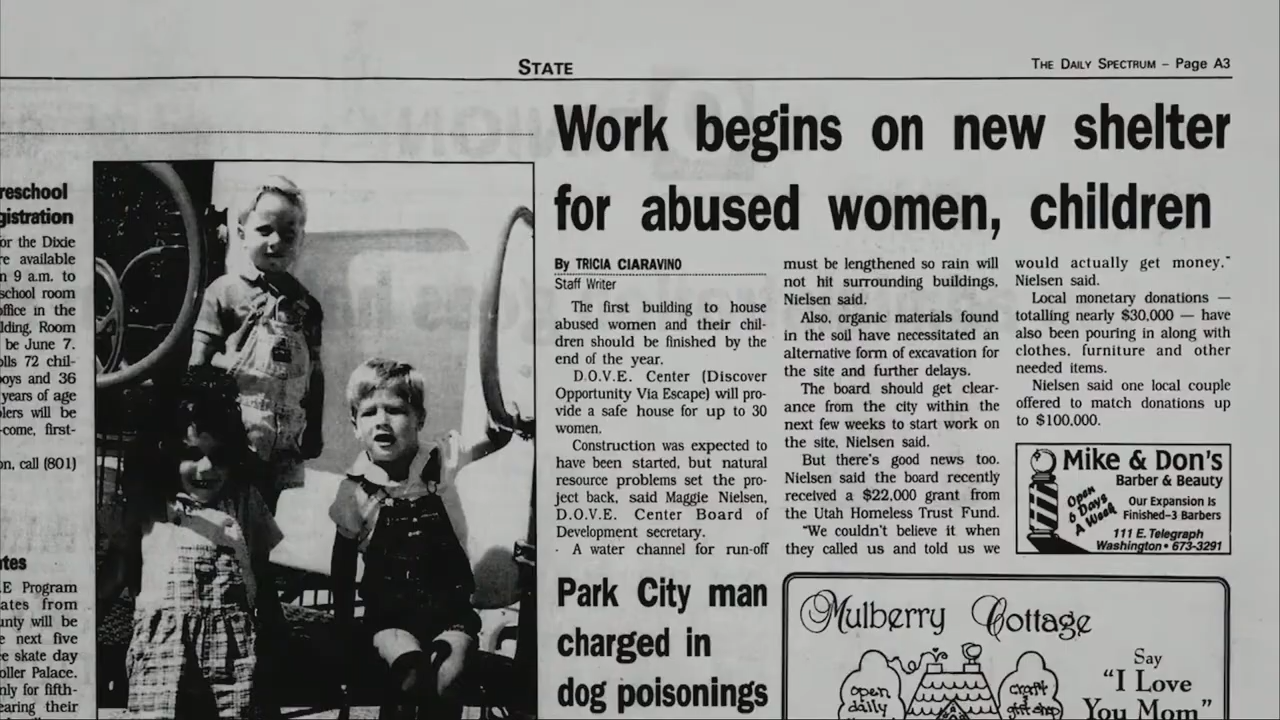 STATE
THE DAILY SPECTRUM – Page A3
reschool
gistration
or the Dixie
re available
n 9 a.m. to
school room
office in the
lding, Room
be June 7.
olls 72 chil-
oys and 36
years of age
lers will be
-come, first-
on, call (801)
ates
.E Program
ates from
unty will be
e next five
ee skate day
oller Palace.
nly for fifth-
earing their
Work begins on new shelter
for abused women, children
By TRICIA CIARAVINO
Staff Writer
The first building to house
abused women and their chil-
dren should be finished by the
end of the year.
D.O.V.E. Center (Discover
Opportunity Via Escape) will pro-
vide a safe house for up to 30
women.
Construction was expected to
have been started, but natural
resource problems set the pro-
ject back, said Maggie Nielsen,
D.O.V.E. Center Board of
Development secretary.
A water channel for run-off
must be lengthened so rain will
not hit surrounding buildings,
Nielsen said.
Also, organic materials found
in the soil have necessitated an
alternative form of excavation for
the site and further delays.
The board should get clear-
ance from the city within the
next few weeks to start work on
the site, Nielsen said.
But there's good news too.
Nielsen said the board recently
received a $22,000 grant from
the Utah Homeless Trust Fund.
"We couldn't believe it when
they called us and told us we
would actually get money."
Nielsen said.
Local monetary donations —
totalling nearly $30,000 — have
also been pouring in along with
clothes, furniture and other
needed items.
Nielsen said one local couple
offered to match donations up
to $100,000.
Mike & Don's
Barber & Beauty
Open
6 Days
A Week
Our Expansion Is
Finished-3 Barbers
111 E. Telegraph
Washington • 673-3291
Park City man
charged in
dog poisonings
Mulberry Cottage
open
daily
craft
gift shop
Say
"I Love
You Mom"